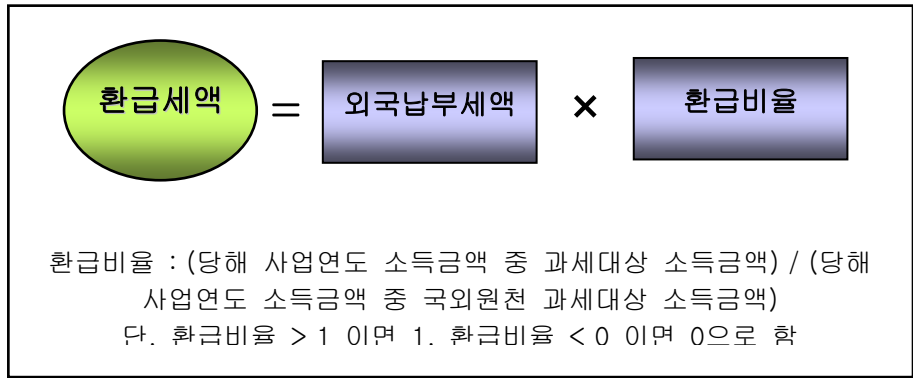 환급세액 = 외국납부세액 × 환급비율
환급비율 : (당해 사업연도 소득금액 중 과세대상 소득금액) / (당해
사업연도 소득금액 중 국외원천 과세대상 소득금액)
단. 환급비율 > 1 이면 1. 환급비율 < 0 이면 0으로 함